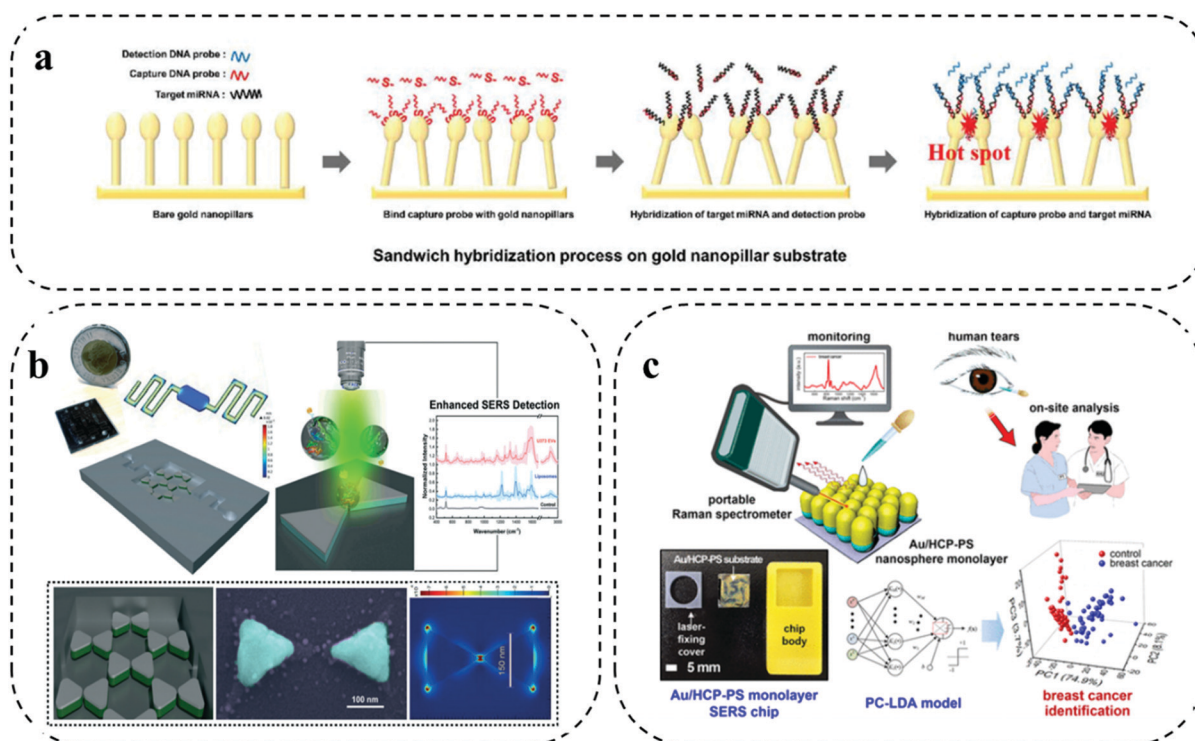 a
Detection DNA probe :
Capture DNA probe :
Target miRNA :
S-
S-
S-
S-
S-
Hot spot
Bare gold nanopillars
Bind capture probe with gold nanopillars
Hybridization of target miRNA and detection probe
Hybridization of capture probe and target miRNA
Sandwich hybridization process on gold nanopillar substrate
b
Enhanced SERS Detection
Normalized Intensity
Liposomes
Control
Wavenumber (cm⁻¹)
100 nm
150 nm
c
monitoring
human tears
on-site analysis
breast cancer
Intensity (a.u.)
Raman shift (cm⁻¹)
portable
Raman spectrometer
Au/HCP-PS
nanosphere monolayer
Au/HCP-PS substrate
laser-
fixing
cover
chip
body
5 mm
Au/HCP-PS monolayer
SERS chip
PC-LDA model
control
breast cancer
PC1 (74.9%)
breast cancer
identification